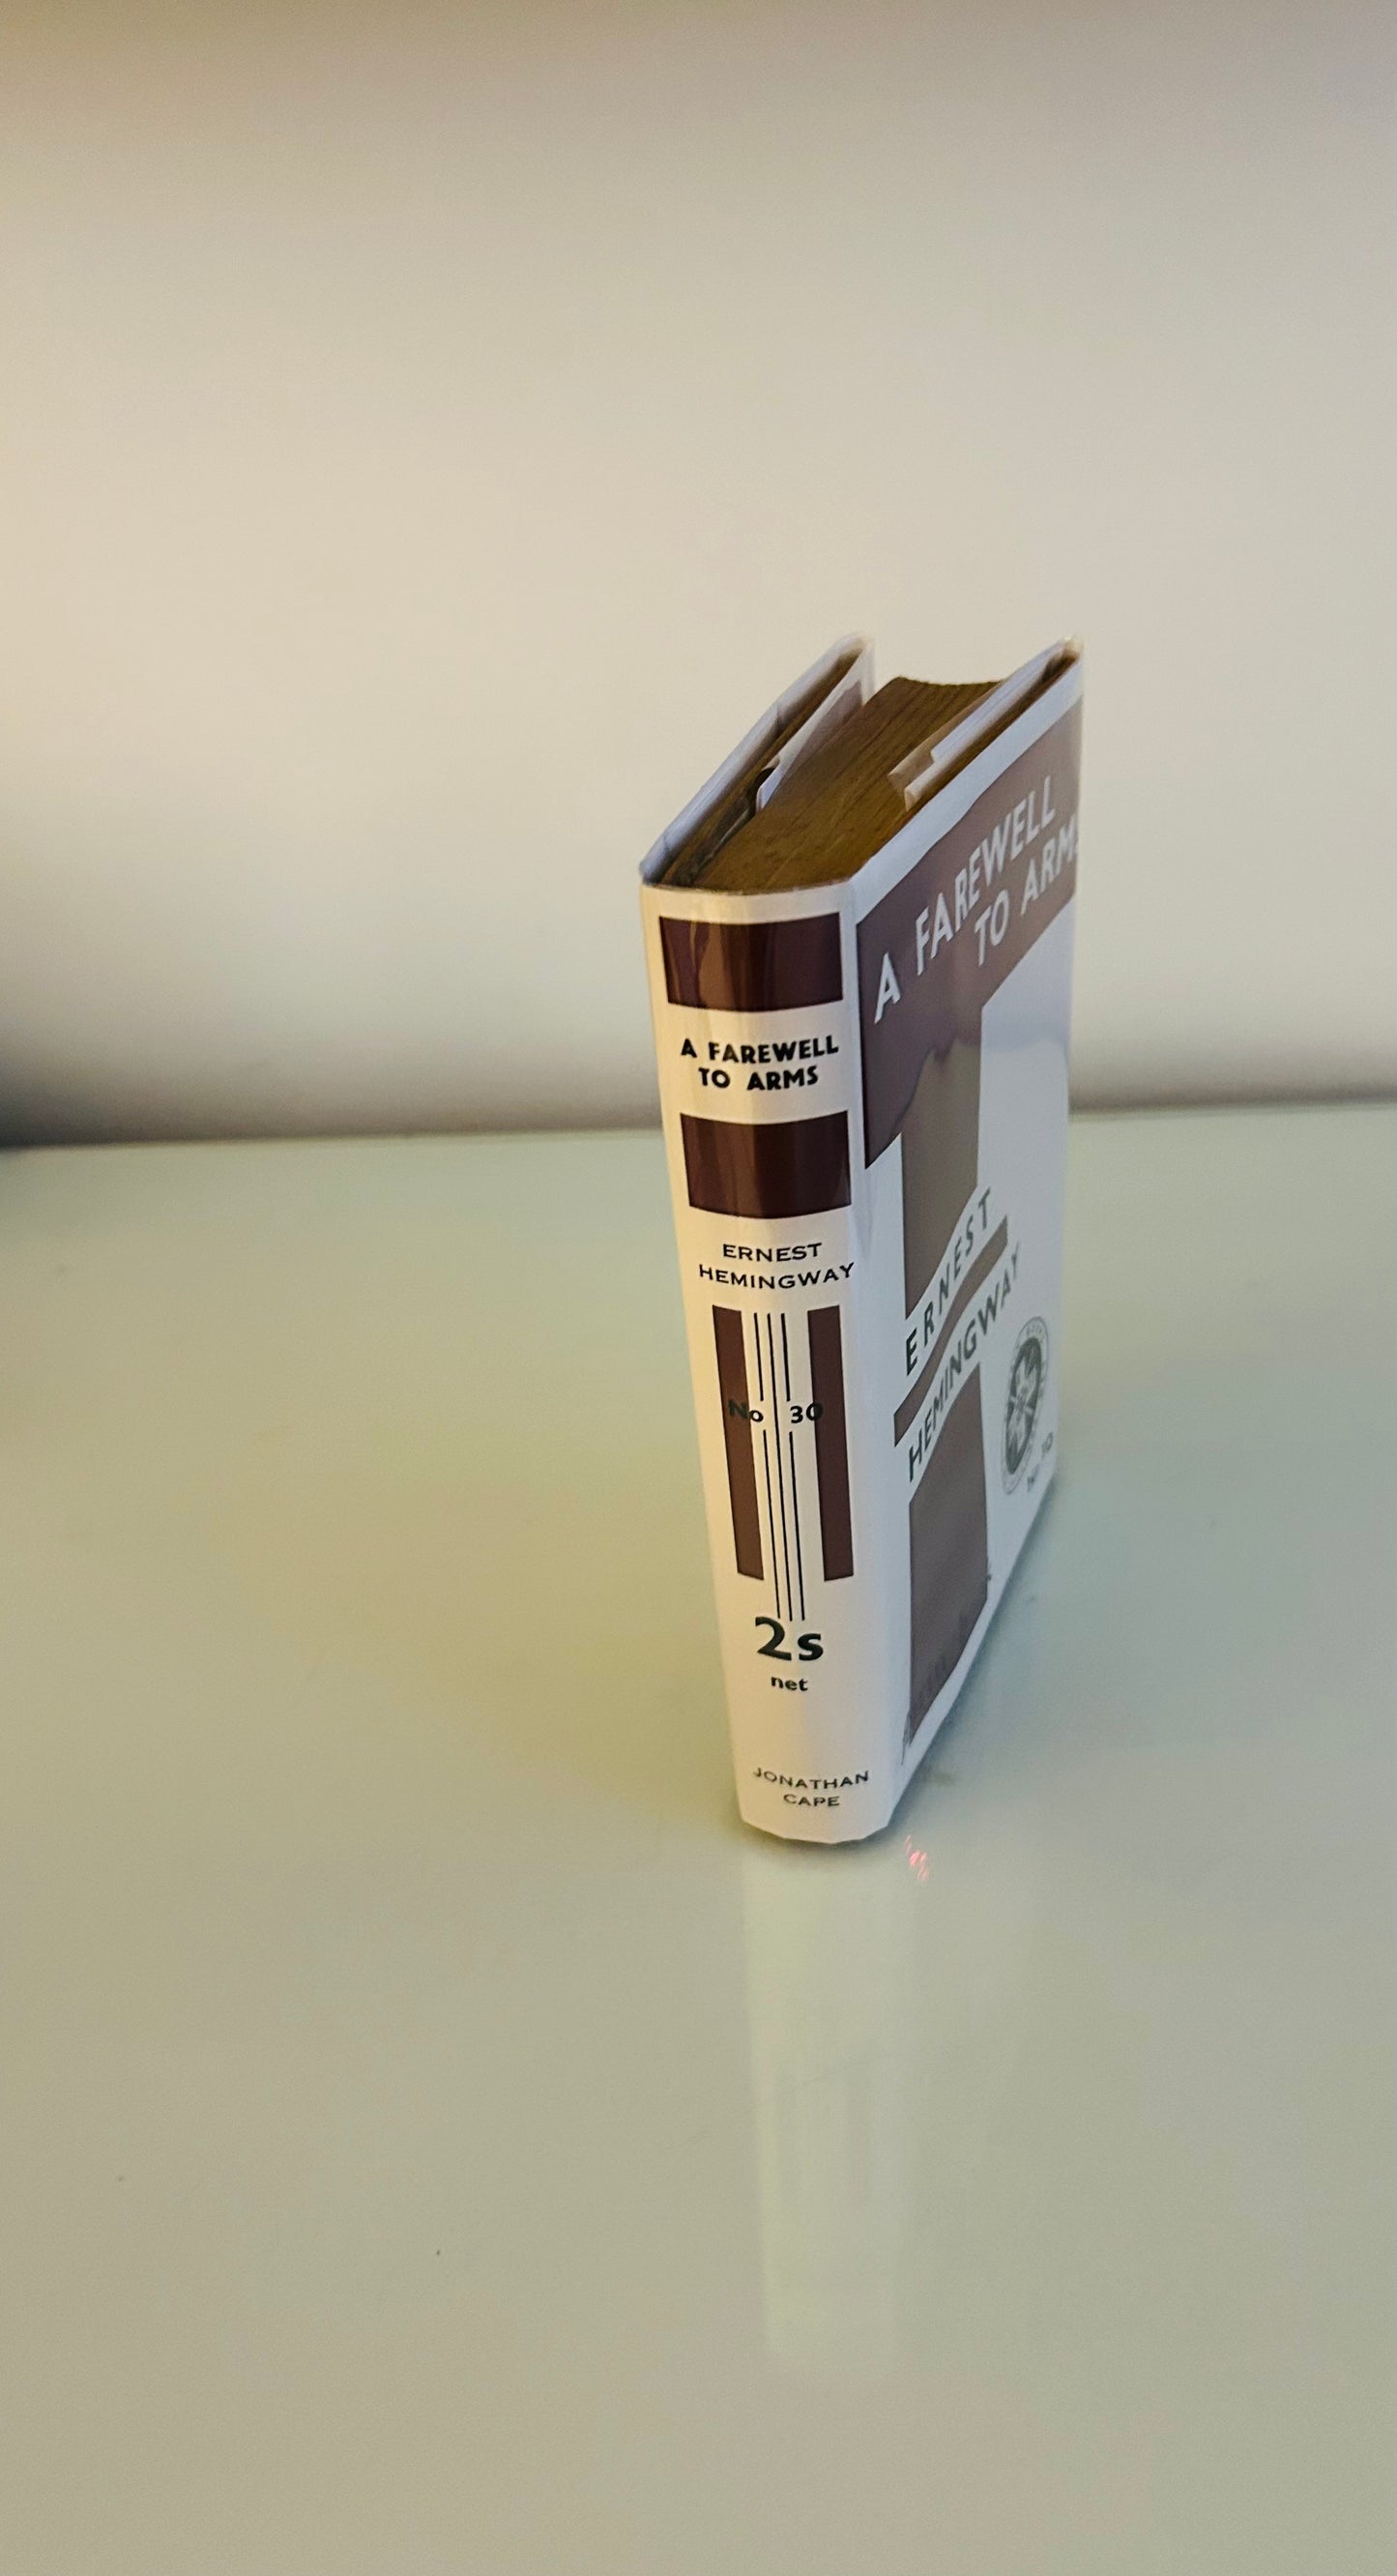 A FAREWELL
TO ARMS
ERNEST
HEMINGWAY
No 30
2s
net
JONATHAN
CAPE
A FAREWELL
TO ARMS
ERNEST
HEMINGWAY